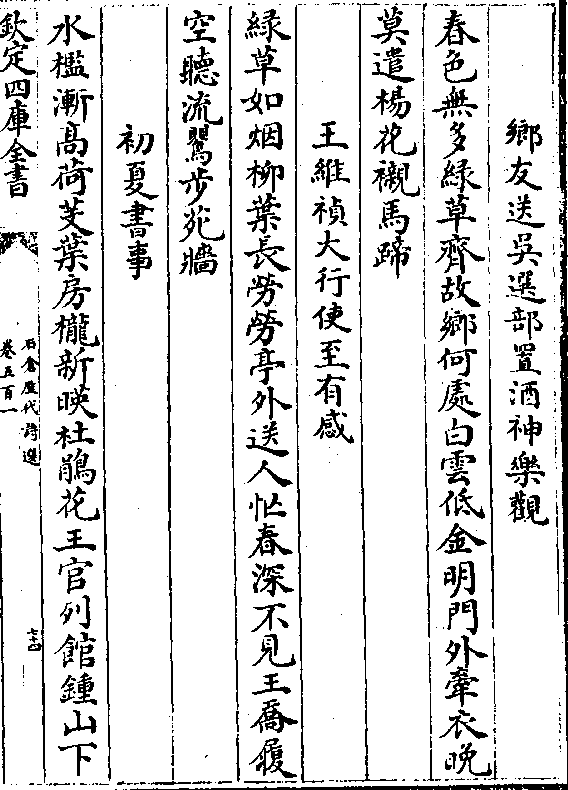 鄉友送吳選部置酒神樂觀
春色無多緑草齊故鄉何處白雲低金明門外牽衣晚
莫遣楊花襯馬蹄
王維禎大行使至有感
緑草如烟柳葉長勞勞亭外送人忙春深不見王喬履
空聽流鶯步苑牆
初夏書事
水檻漸高荷芰葉房櫳新暎杜鵑花王官列館鍾山下
欽定四庫全書
石倉歷代詩選
卷五百一